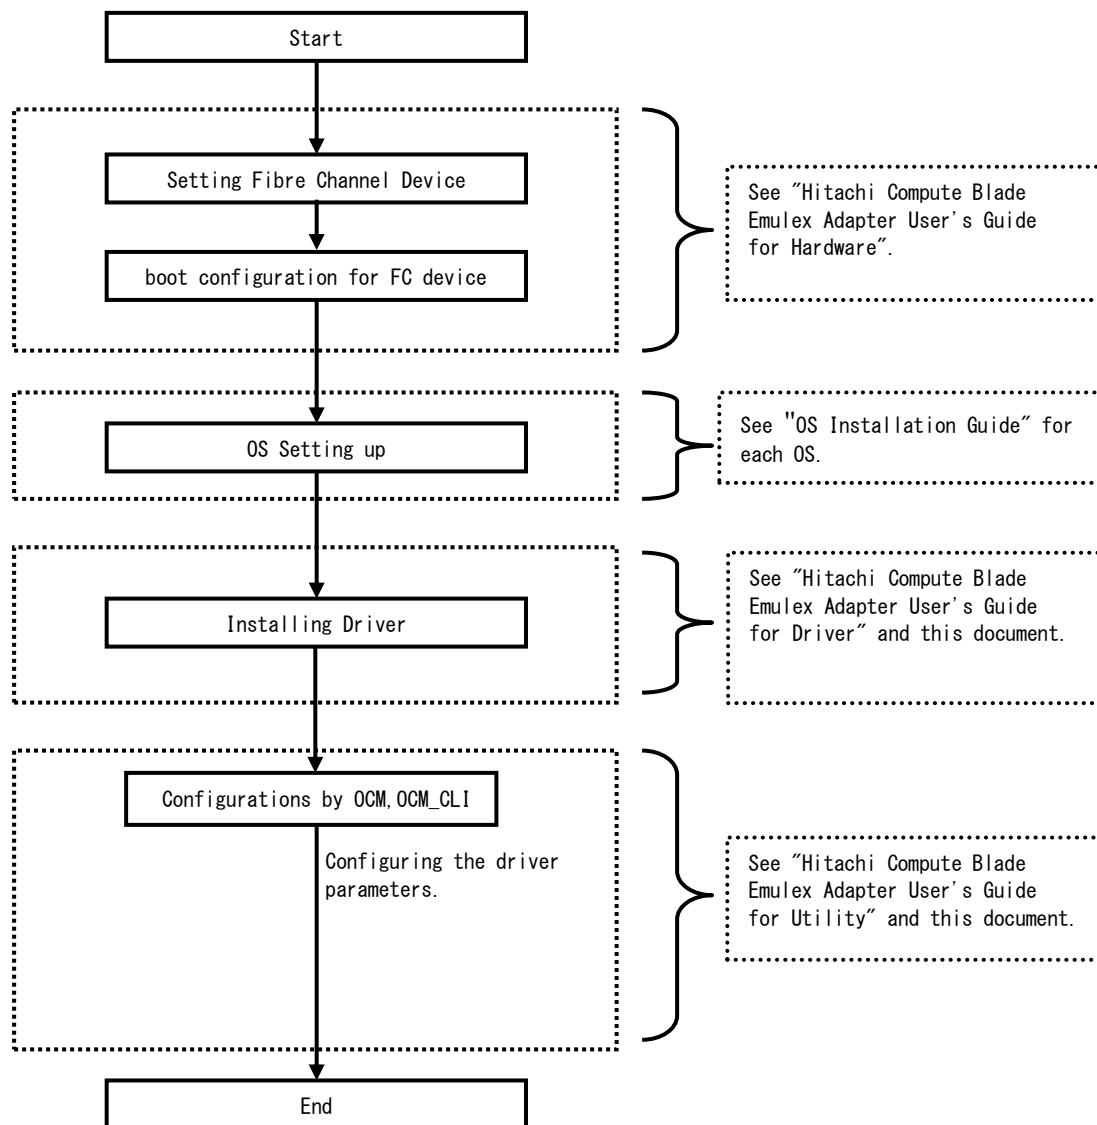 Start
Setting Fibre Channel Device
boot configuration for FC device
See "Hitachi Compute Blade
Emulex Adapter User's Guide
for Hardware".
OS Setting up
See "OS Installation Guide" for
each OS.
Installing Driver
See "Hitachi Compute Blade
Emulex Adapter User's Guide
for Driver" and this document.
Configurations by OCM,OCM_CLI
Configuring the driver
parameters.
See "Hitachi Compute Blade
Emulex Adapter User's Guide
for Utility" and this document.
End